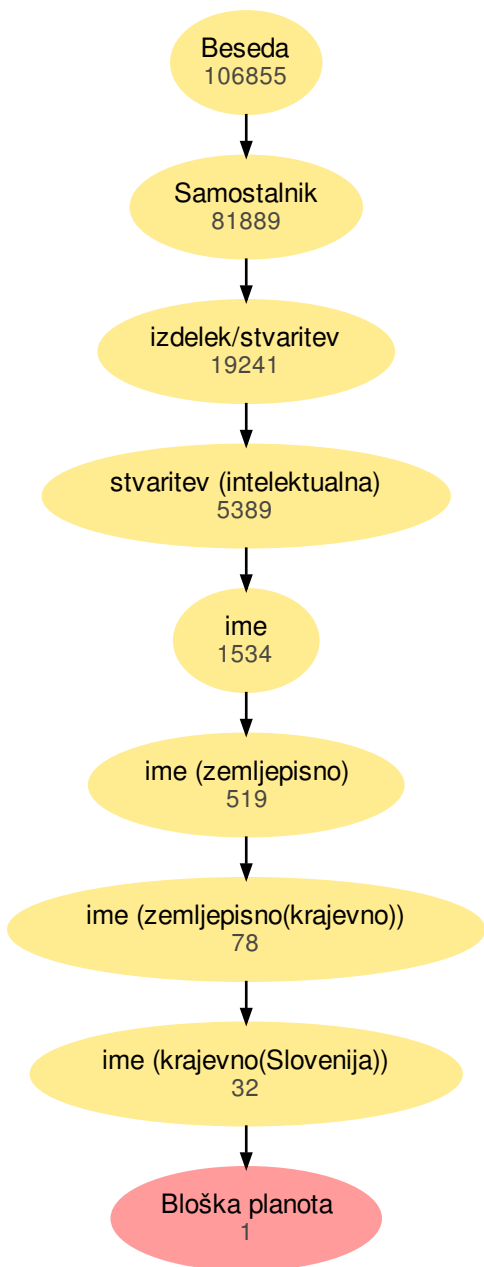 Beseda
106855
Samostalnik
81889
izdelek/stvaritev
19241
stvaritev (intelektualna)
5389
ime
1534
ime (zemljepisno)
519
ime (zemljepisno(krajevno))
78
ime (krajevno(Slovenija))
32
Bloška planota
1